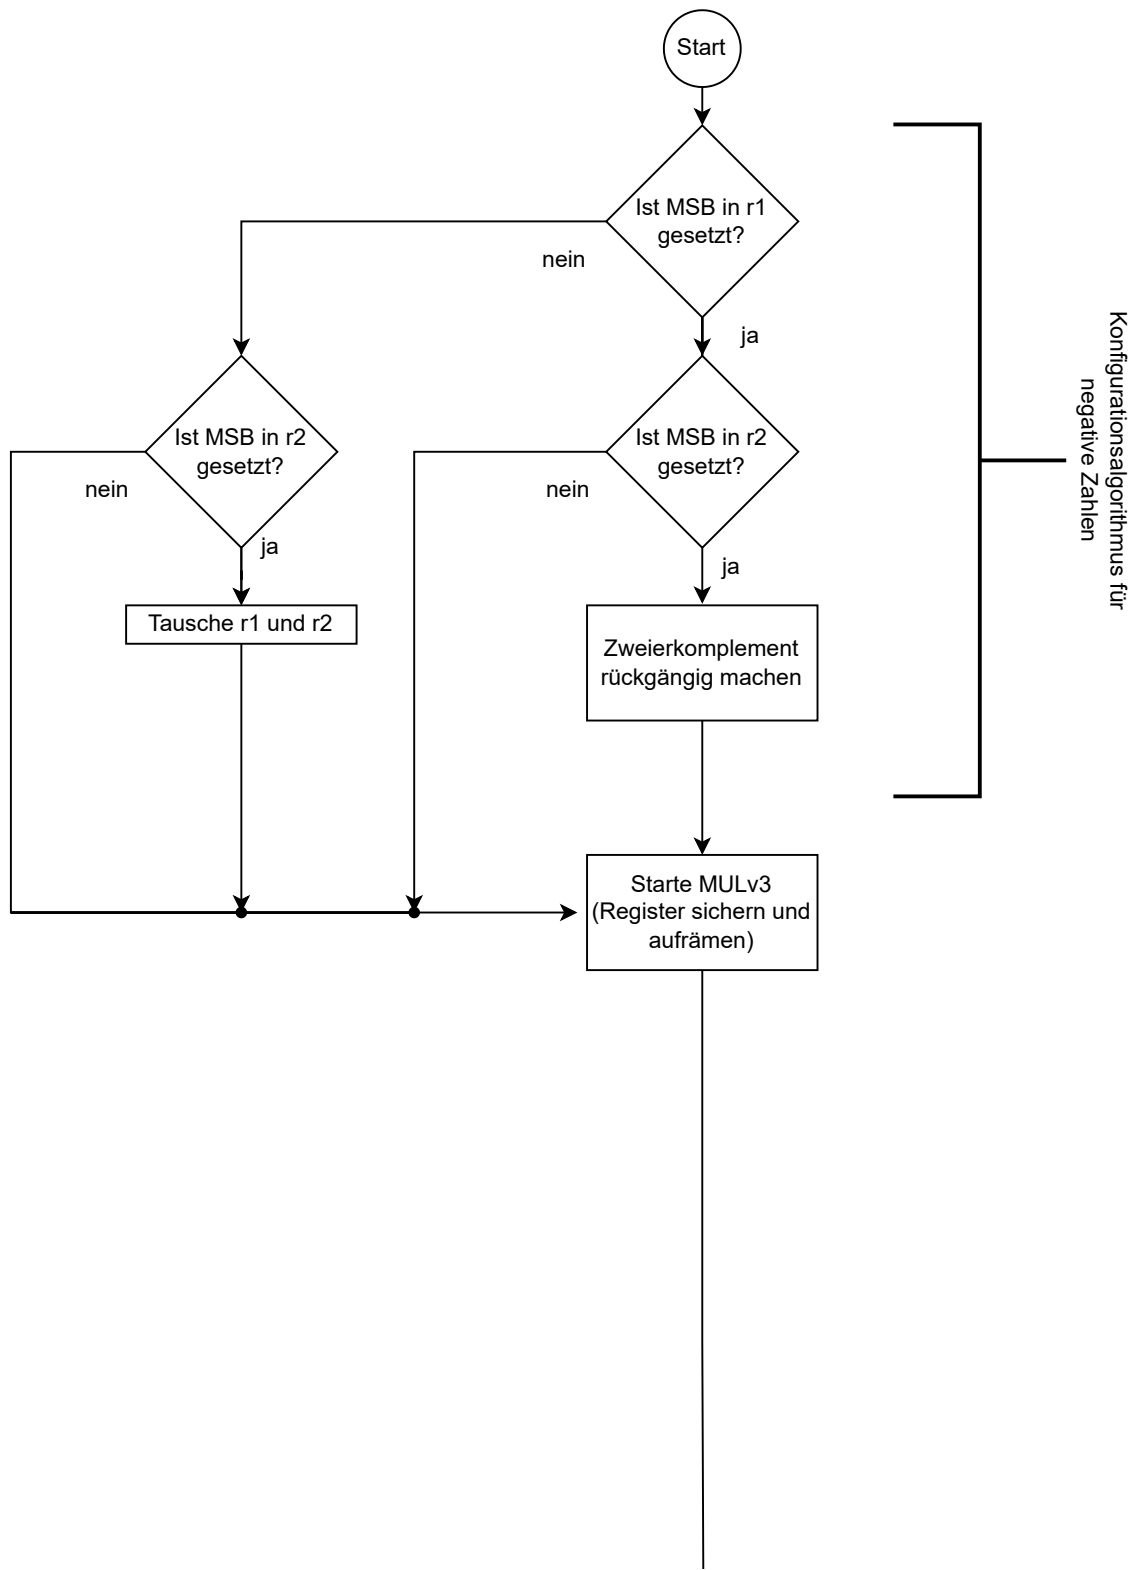 Start
Ist MSB in r1
gesetzt?
nein
ja
Ist MSB in r2
gesetzt?
nein
ja
Ist MSB in r2
gesetzt?
nein
ja
Tausche r1 und r2
Zweierkomplement
rückgängig machen
Starte MULv3
(Register sichern und
aufrämen)
Konfigurationsalgorithmus für
negative Zahlen